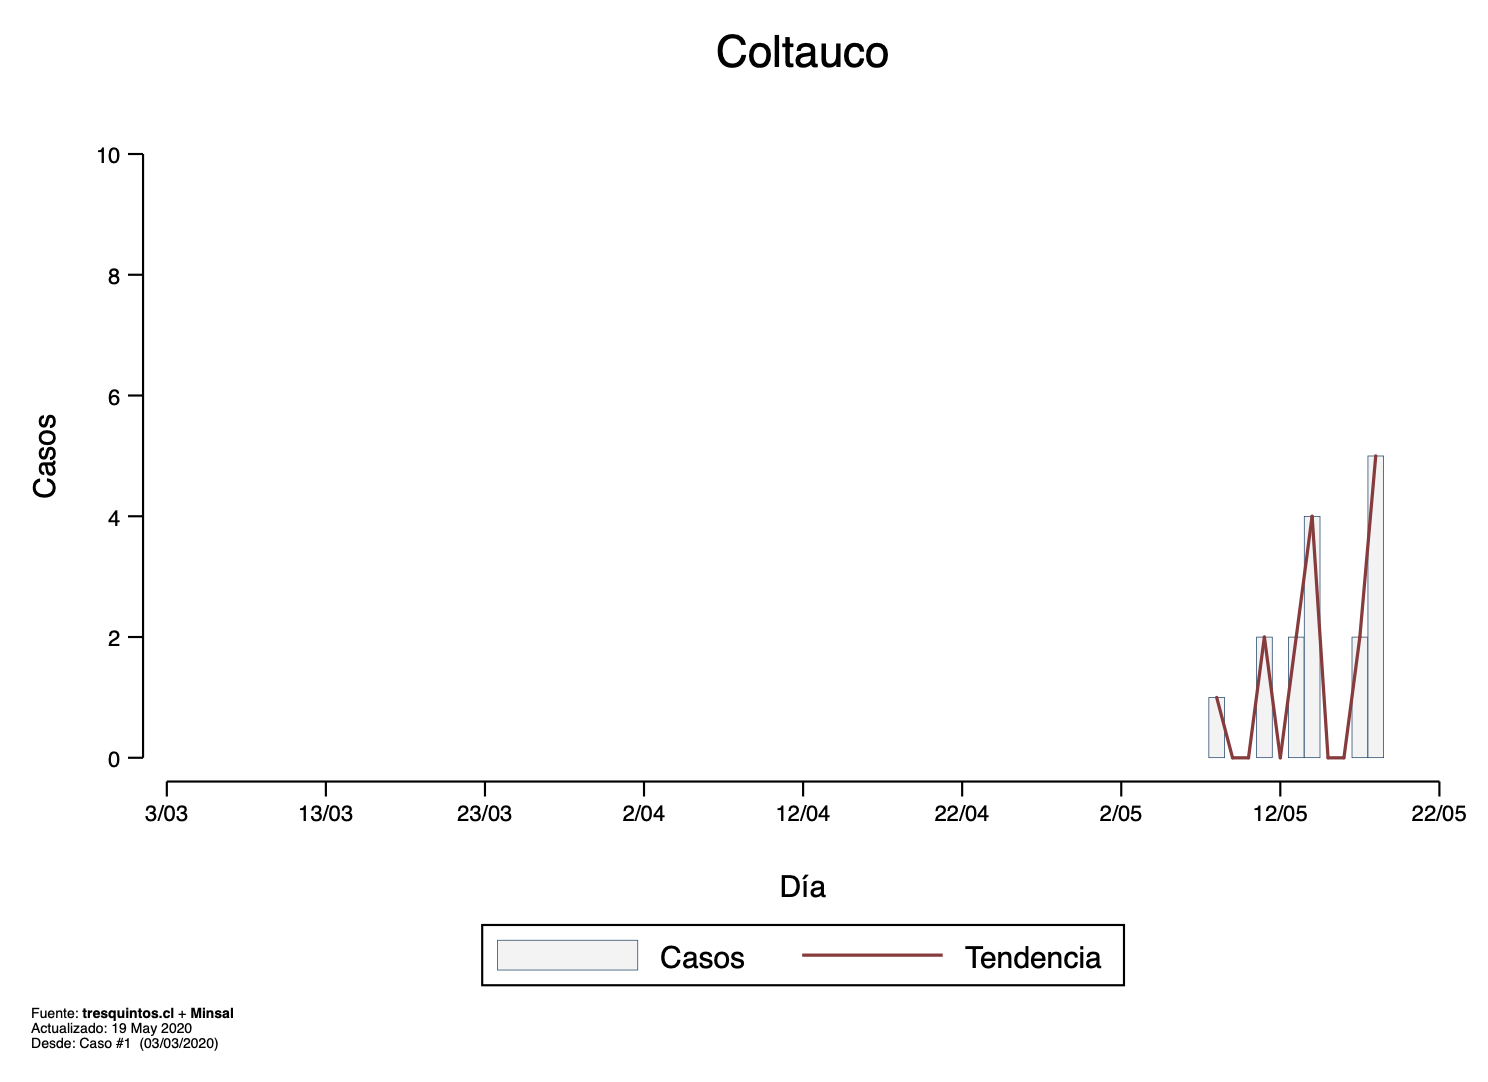 Coltauco
10
8
6
4
2
0
Casos
3/03 13/03 23/03 2/04 12/04 22/04 2/05 12/05 22/05
Día
Casos Tendencia
Fuente: tresquintos.cl + Minsal
Actualizado: 19 May 2020
Desde: Caso #1 (03/03/2020)